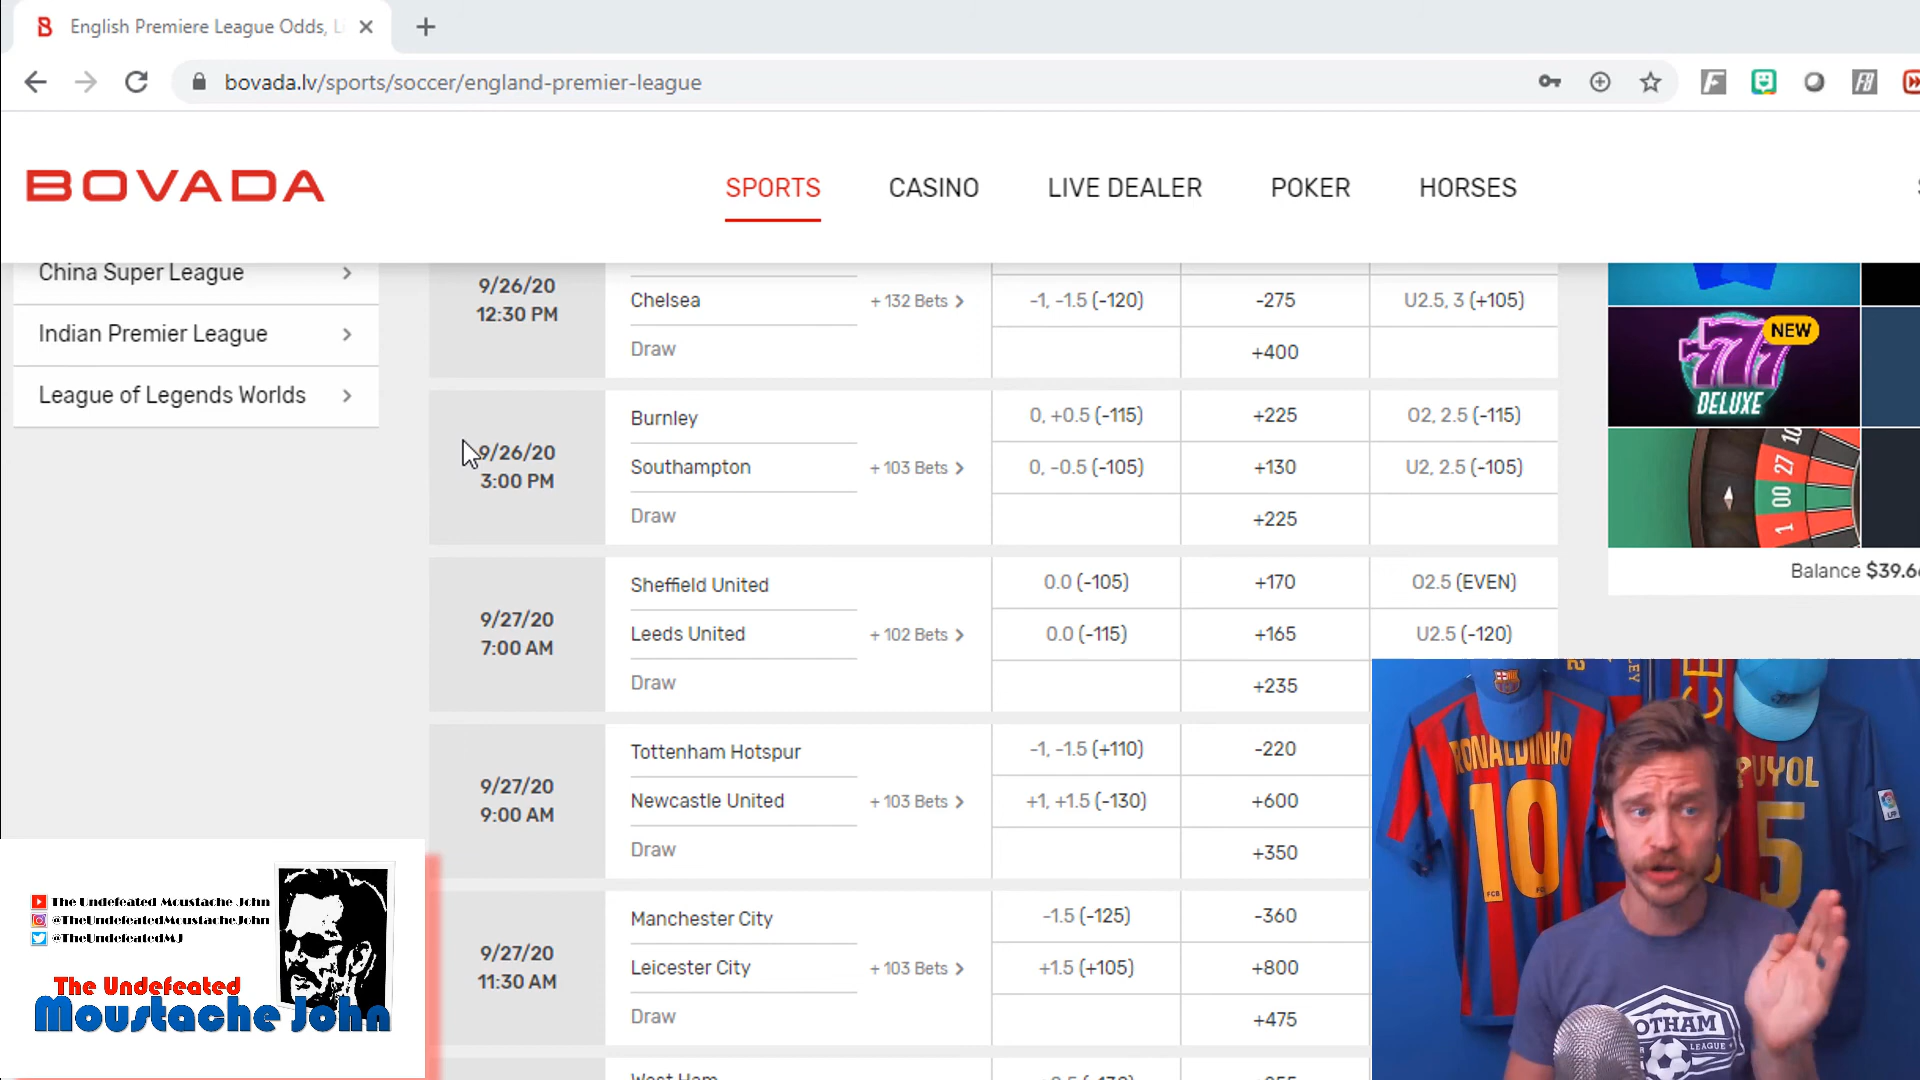 English Premiere League Odds, Li
bovada.lv/sports/soccer/england-premier-league
BOVADA
SPORTS
CASINO
LIVE DEALER
POKER
HORSES
China Super League
Indian Premier League
League of Legends Worlds
9/26/20
12:30 PM
Chelsea
+ 132 Bets
-1, -1.5 (-120)
-275
U2.5, 3 (+105)
Draw
+400
9/26/20
3:00 PM
Burnley
0, +0.5 (-115)
+225
O2, 2.5 (-115)
Southampton
+ 103 Bets
0, -0.5 (-105)
+130
U2, 2.5 (-105)
Draw
+225
9/27/20
7:00 AM
Sheffield United
0.0 (-105)
+170
O2.5 (EVEN)
Leeds United
+ 102 Bets
0.0 (-115)
+165
U2.5 (-120)
Draw
+235
9/27/20
9:00 AM
Tottenham Hotspur
-1, -1.5 (+110)
-220
Newcastle United
+ 103 Bets
+1, +1.5 (-130)
+600
Draw
+350
9/27/20
11:30 AM
Manchester City
-1.5 (-125)
-360
Leicester City
+ 103 Bets
+1.5 (+105)
+800
Draw
+475
West Ham
NEW
777
DELUXE
10
27
00
1
Balance $39.6
RONALDINHO
10
FCB
PUYOL
5
LFP
OTHAM
LEAGUE
The Undefeated Moustache John
@TheUndefeatedMoustacheJohn
@TheUndefeatedMJ
The Undefeated
Moustache John